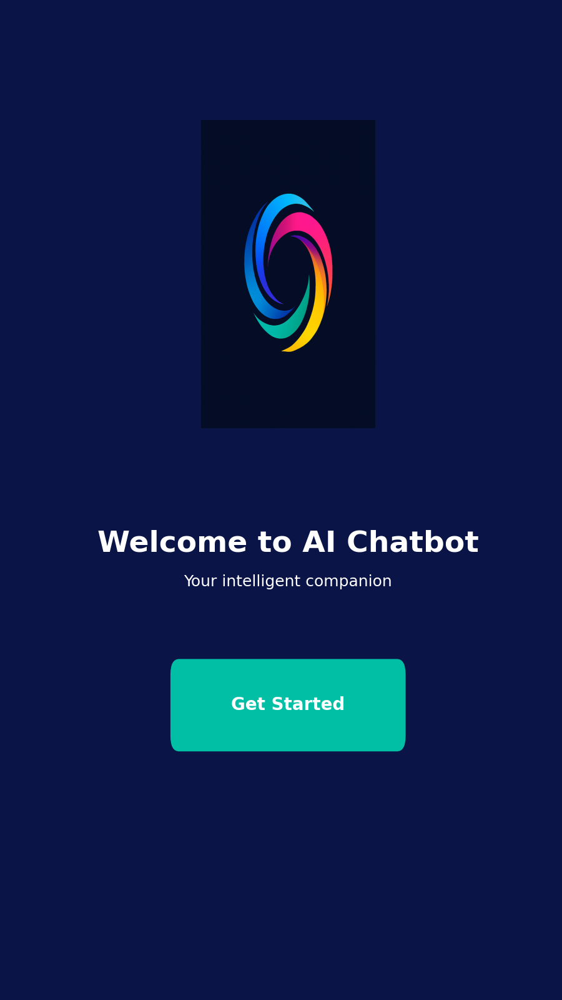 Welcome to AI Chatbot
Your intelligent companion
Get Started